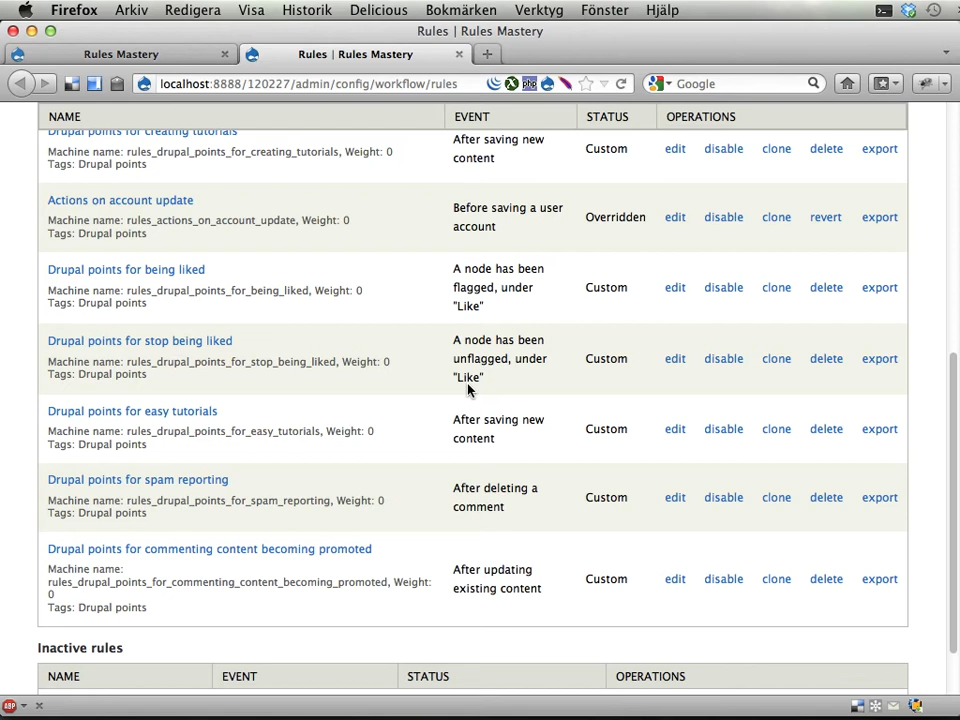 Firefox Arkiv Redigera Visa Historik Delicious Bokmärken Verktyg Fönster Hjälp
Rules | Rules Mastery
Rules Mastery
Rules | Rules Mastery
localhost:8888/120227/admin/config/workflow/rules
php
Google
NAME EVENT STATUS OPERATIONS
Drupal points for creating tutorials
Machine name: rules_drupal_points_for_creating_tutorials, Weight: 0
Tags: Drupal points
After saving new
content
Custom
edit disable clone delete export
Actions on account update
Machine name: rules_actions_on_account_update, Weight: 0
Tags: Drupal points
Before saving a user
account
Overridden
edit disable clone revert export
Drupal points for being liked
Machine name: rules_drupal_points_for_being_liked, Weight: 0
Tags: Drupal points
A node has been
flagged, under
"Like"
Custom
edit disable clone delete export
Drupal points for stop being liked
Machine name: rules_drupal_points_for_stop_being_liked, Weight: 0
Tags: Drupal points
A node has been
unflagged, under
"Like"
Custom
edit disable clone delete export
Drupal points for easy tutorials
Machine name: rules_drupal_points_for_easy_tutorials, Weight: 0
Tags: Drupal points
After saving new
content
Custom
edit disable clone delete export
Drupal points for spam reporting
Machine name: rules_drupal_points_for_spam_reporting, Weight: 0
Tags: Drupal points
After deleting a
comment
Custom
edit disable clone delete export
Drupal points for commenting content becoming promoted
Machine name:
rules_drupal_points_for_commenting_content_becoming_promoted, Weight:
0
Tags: Drupal points
After updating
existing content
Custom
edit disable clone delete export
Inactive rules
NAME EVENT STATUS OPERATIONS
ABP